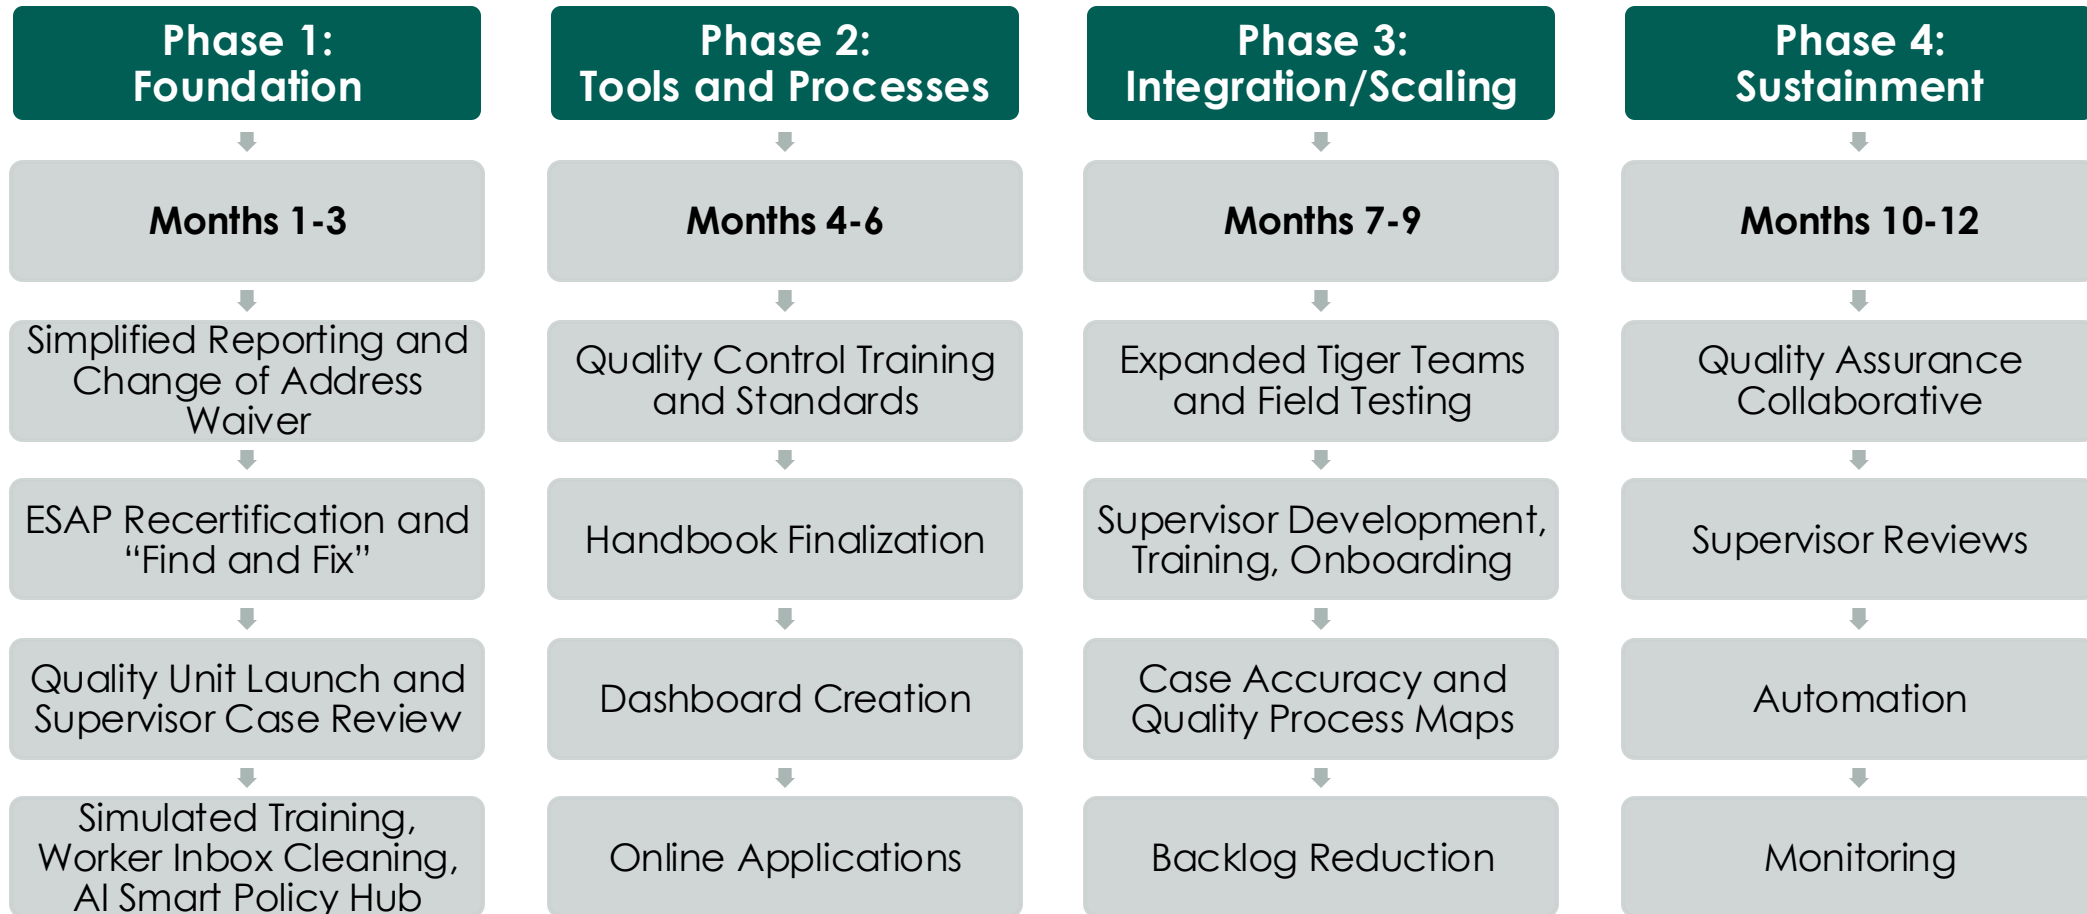 Phase 1:
Foundation
Months 1-3
Simplified Reporting and
Change of Address
Waiver
ESAP Recertification and
“Find and Fix”
Quality Unit Launch and
Supervisor Case Review
Simulated Training,
Worker Inbox Cleaning,
AI Smart Policy Hub
Phase 2:
Tools and Processes
Months 4-6
Quality Control Training
and Standards
Handbook Finalization
Dashboard Creation
Online Applications
Phase 3:
Integration/Scaling
Months 7-9
Expanded Tiger Teams
and Field Testing
Supervisor Development,
Training, Onboarding
Case Accuracy and
Quality Process Maps
Backlog Reduction
Phase 4:
Sustainment
Months 10-12
Quality Assurance
Collaborative
Supervisor Reviews
Automation
Monitoring